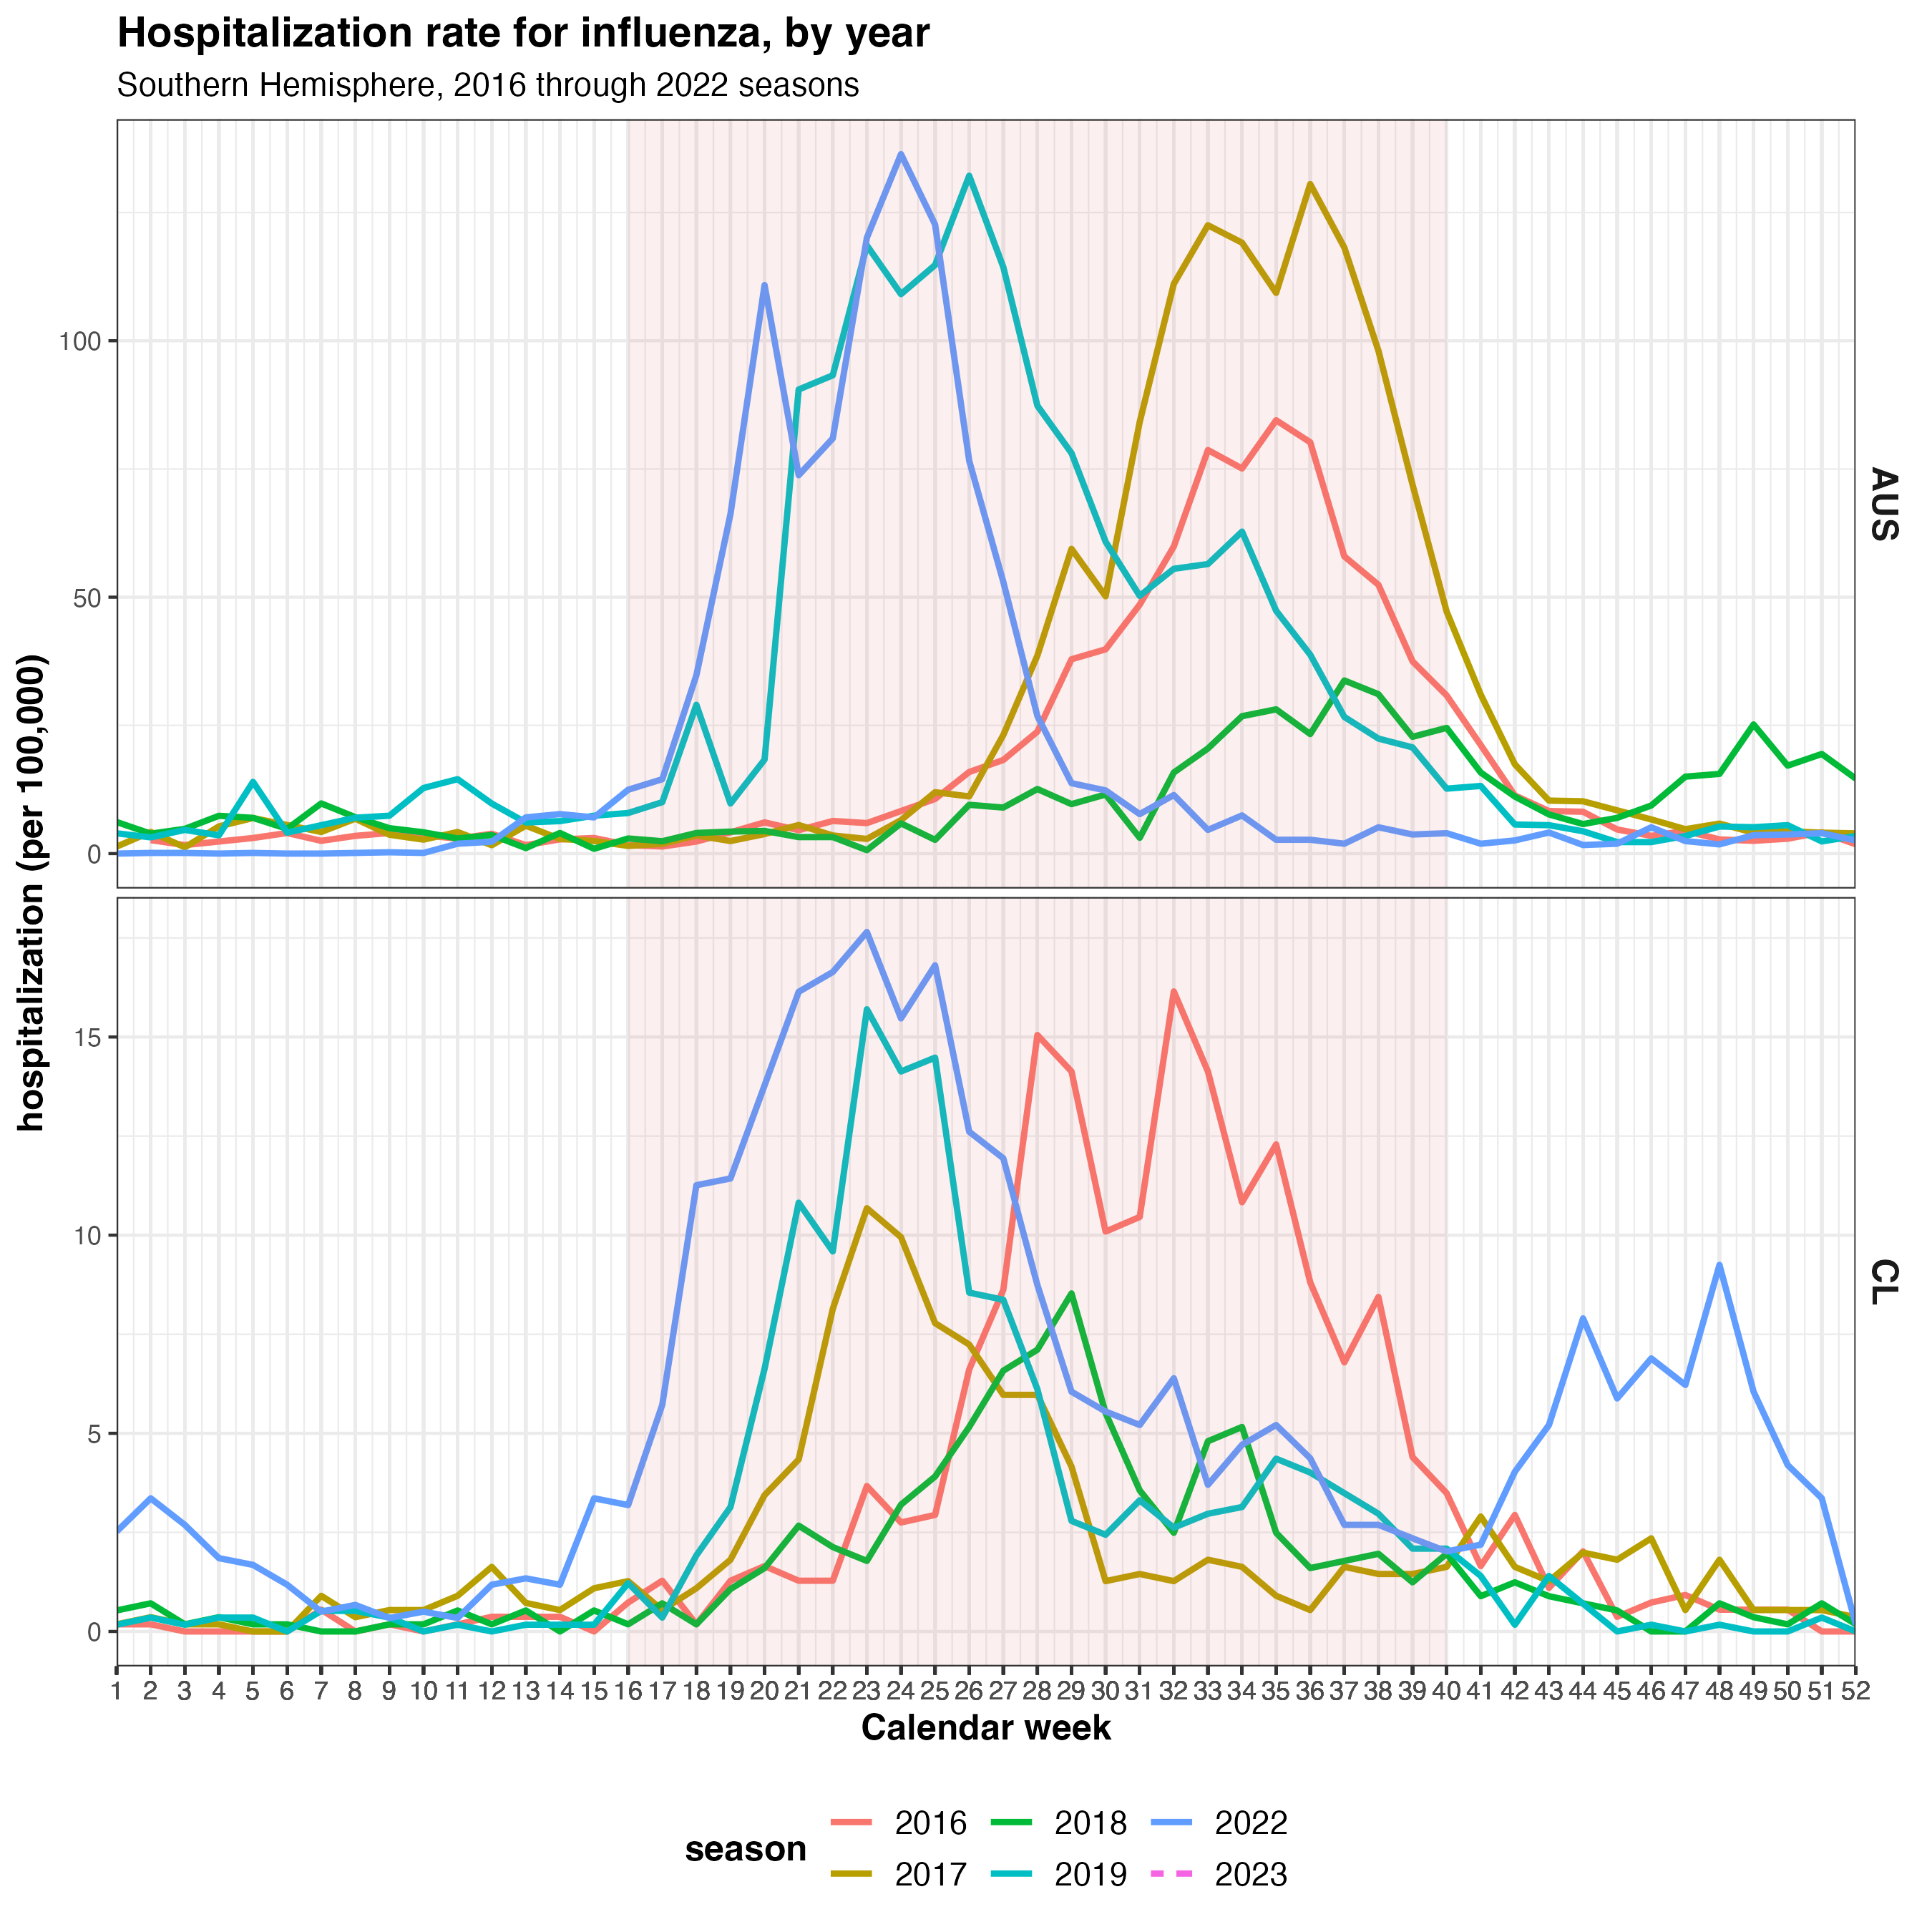 Hospitalization rate for influenza, by year
Southern Hemisphere, 2016 through 2022 seasons
hospitalization (per 100,000)
100
50
0
AUS
15
10
5
0
CL
1 2 3 4 5 6 7 8 9 10 11 12 13 14 15 16 17 18 19 20 21 22 23 24 25 26 27 28 29 30 31 32 33 34 35 36 37 38 39 40 41 42 43 44 45 46 47 48 49 50 51 52
Calendar week
season
2016 2018 2022
2017 2019 2023